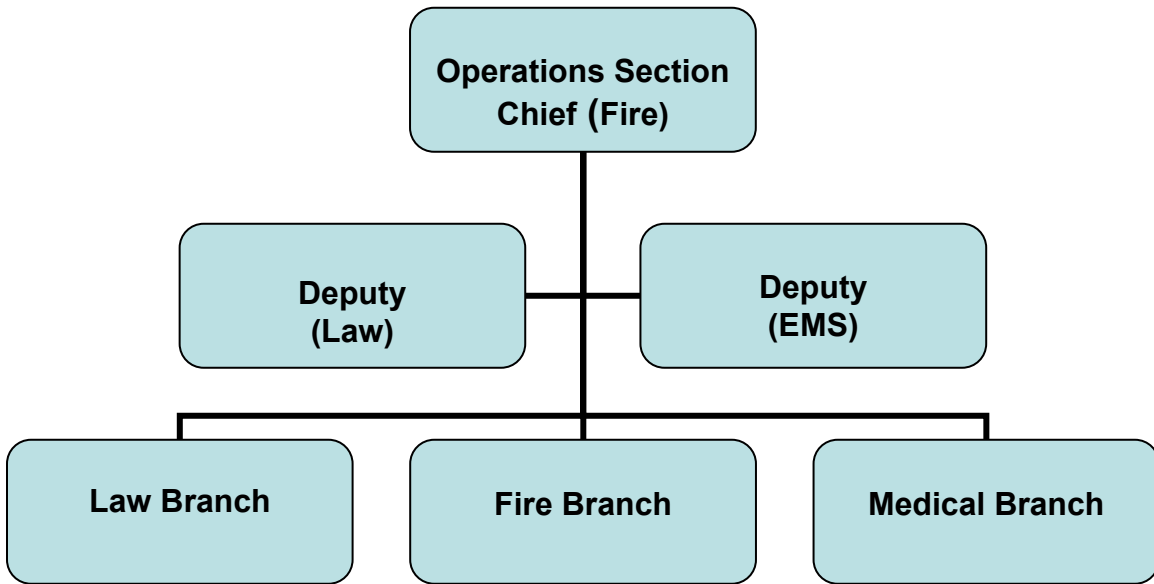 Operations Section
Chief (Fire)
Deputy
(Law)
Deputy
(EMS)
Law Branch
Fire Branch
Medical Branch